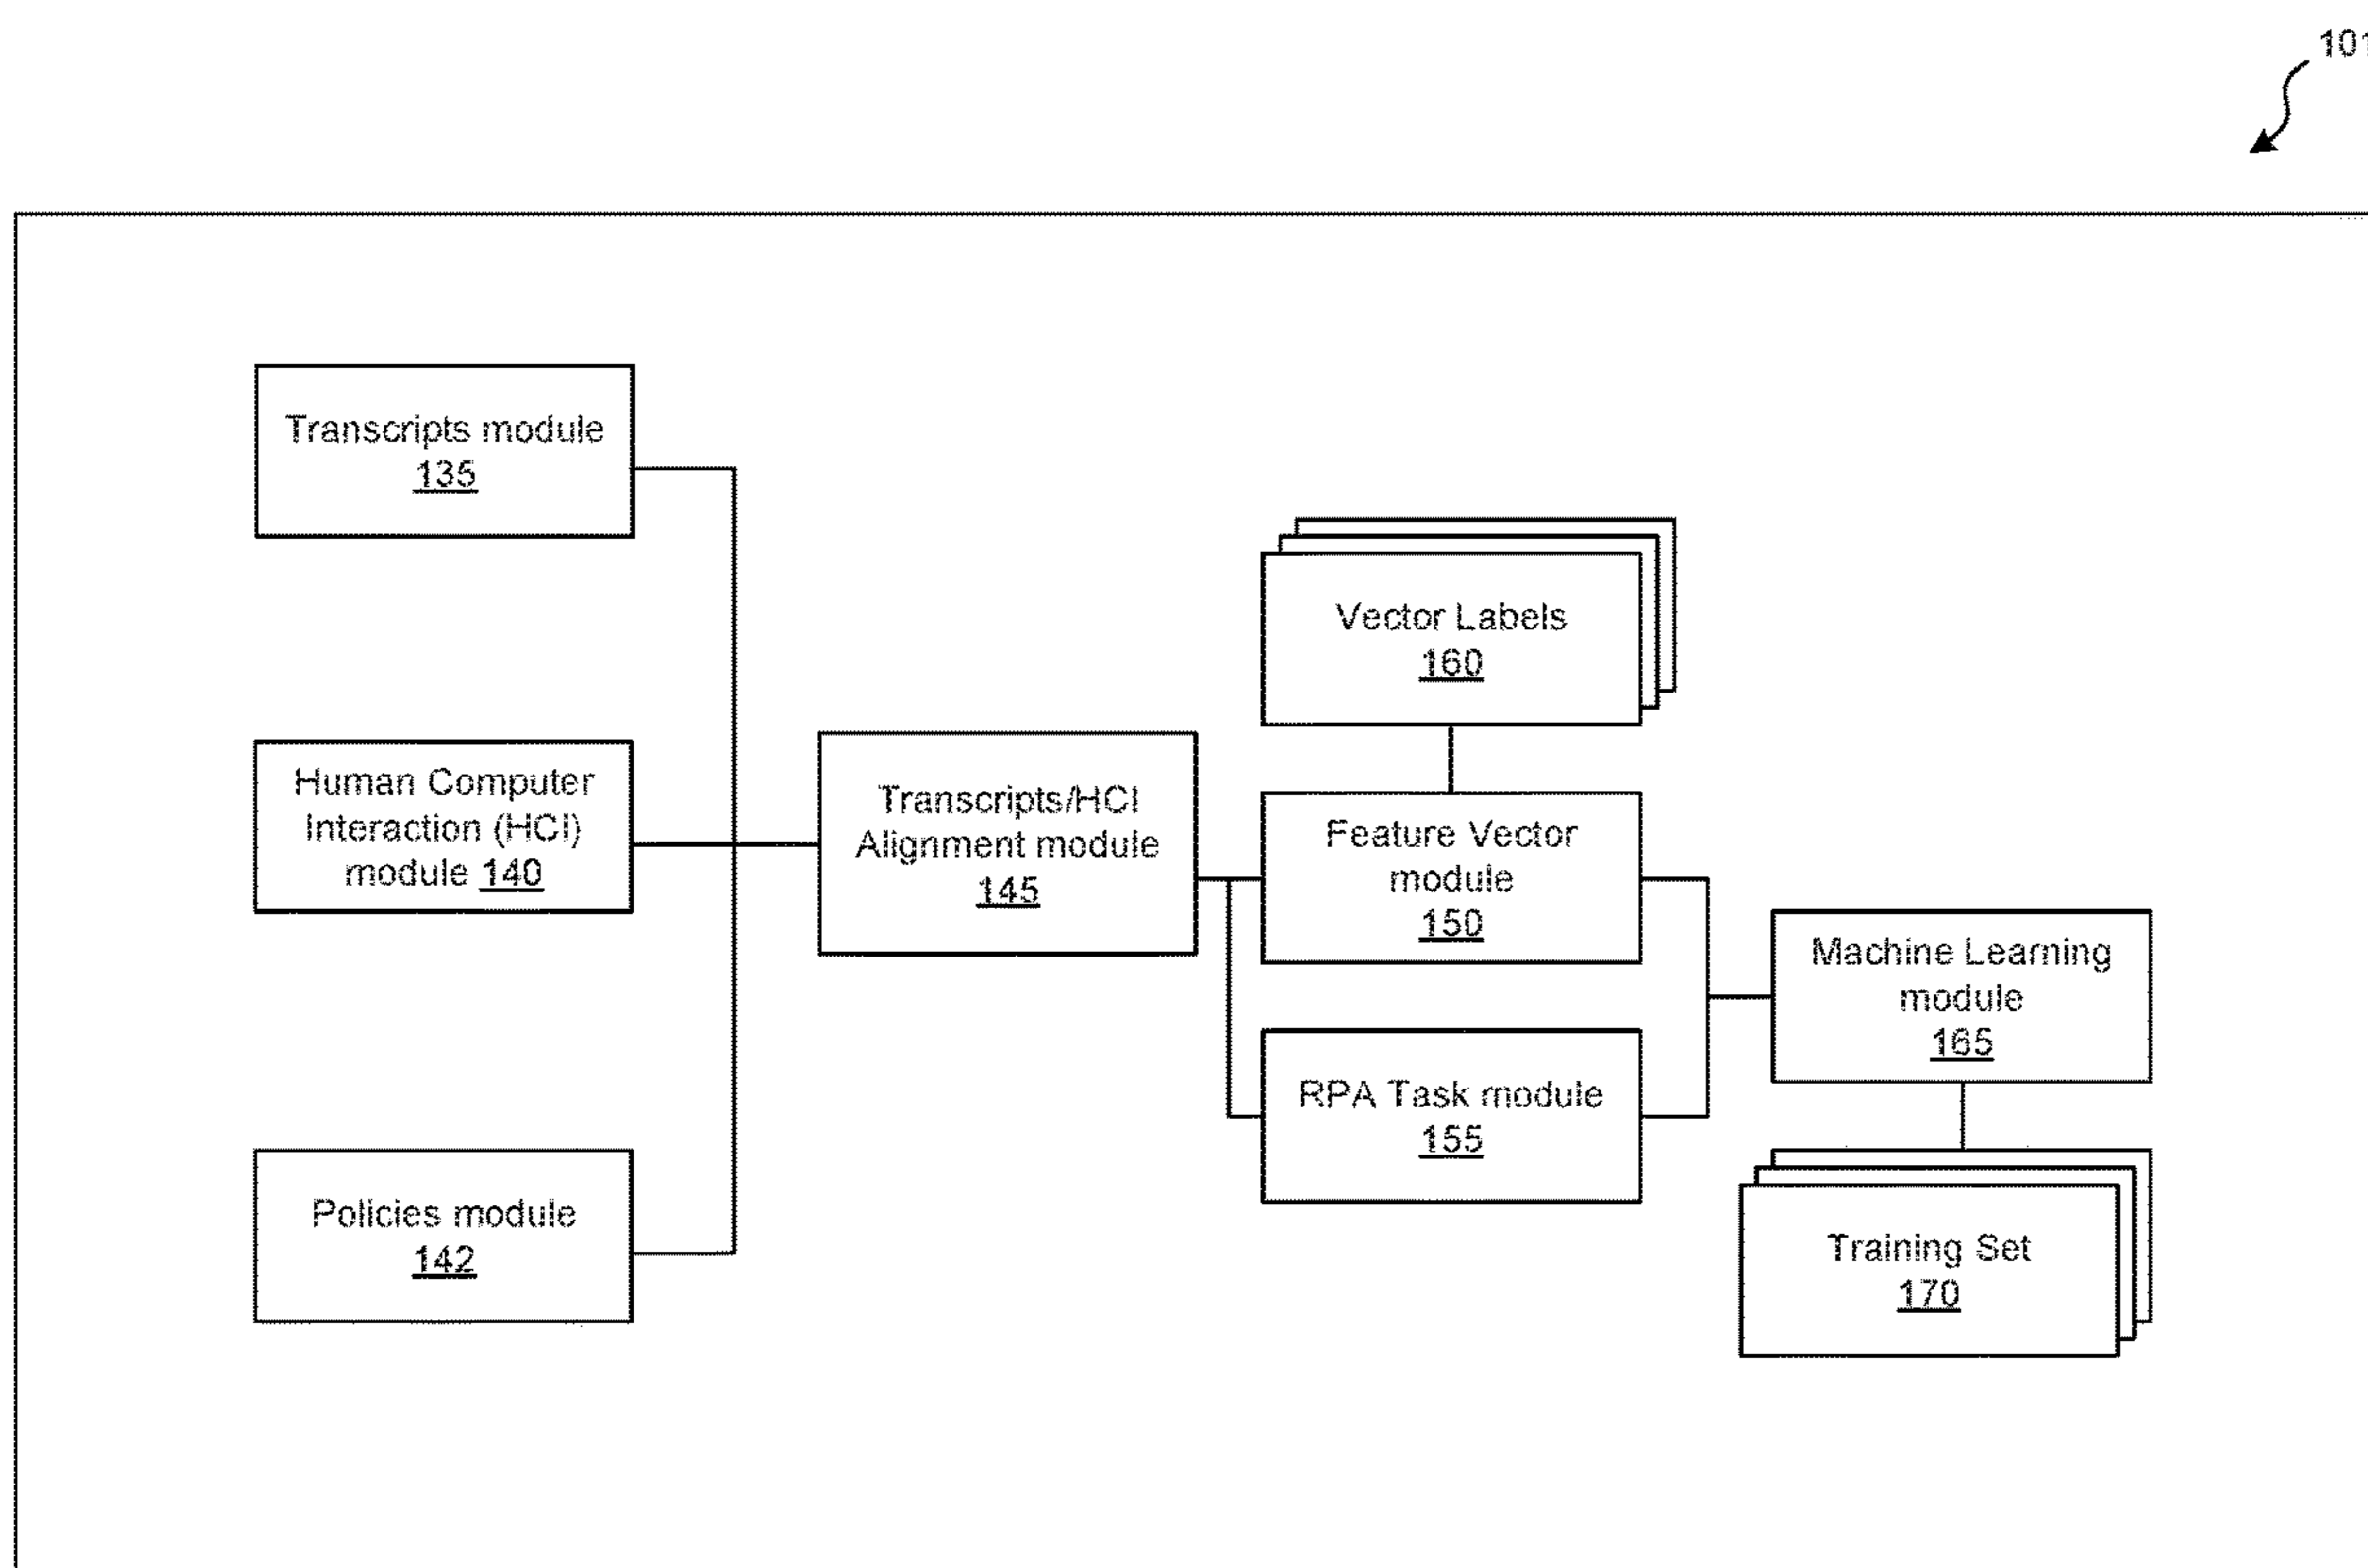 101
Transcripts module
135
Vector Labels
160
Human Computer
Interaction (HCI)
module 140
Transcripts/HCI
Alignment module
145
Feature Vector
module
150
Machine Learning
module
165
RPA Task module
155
Policies module
142
Training Set
170